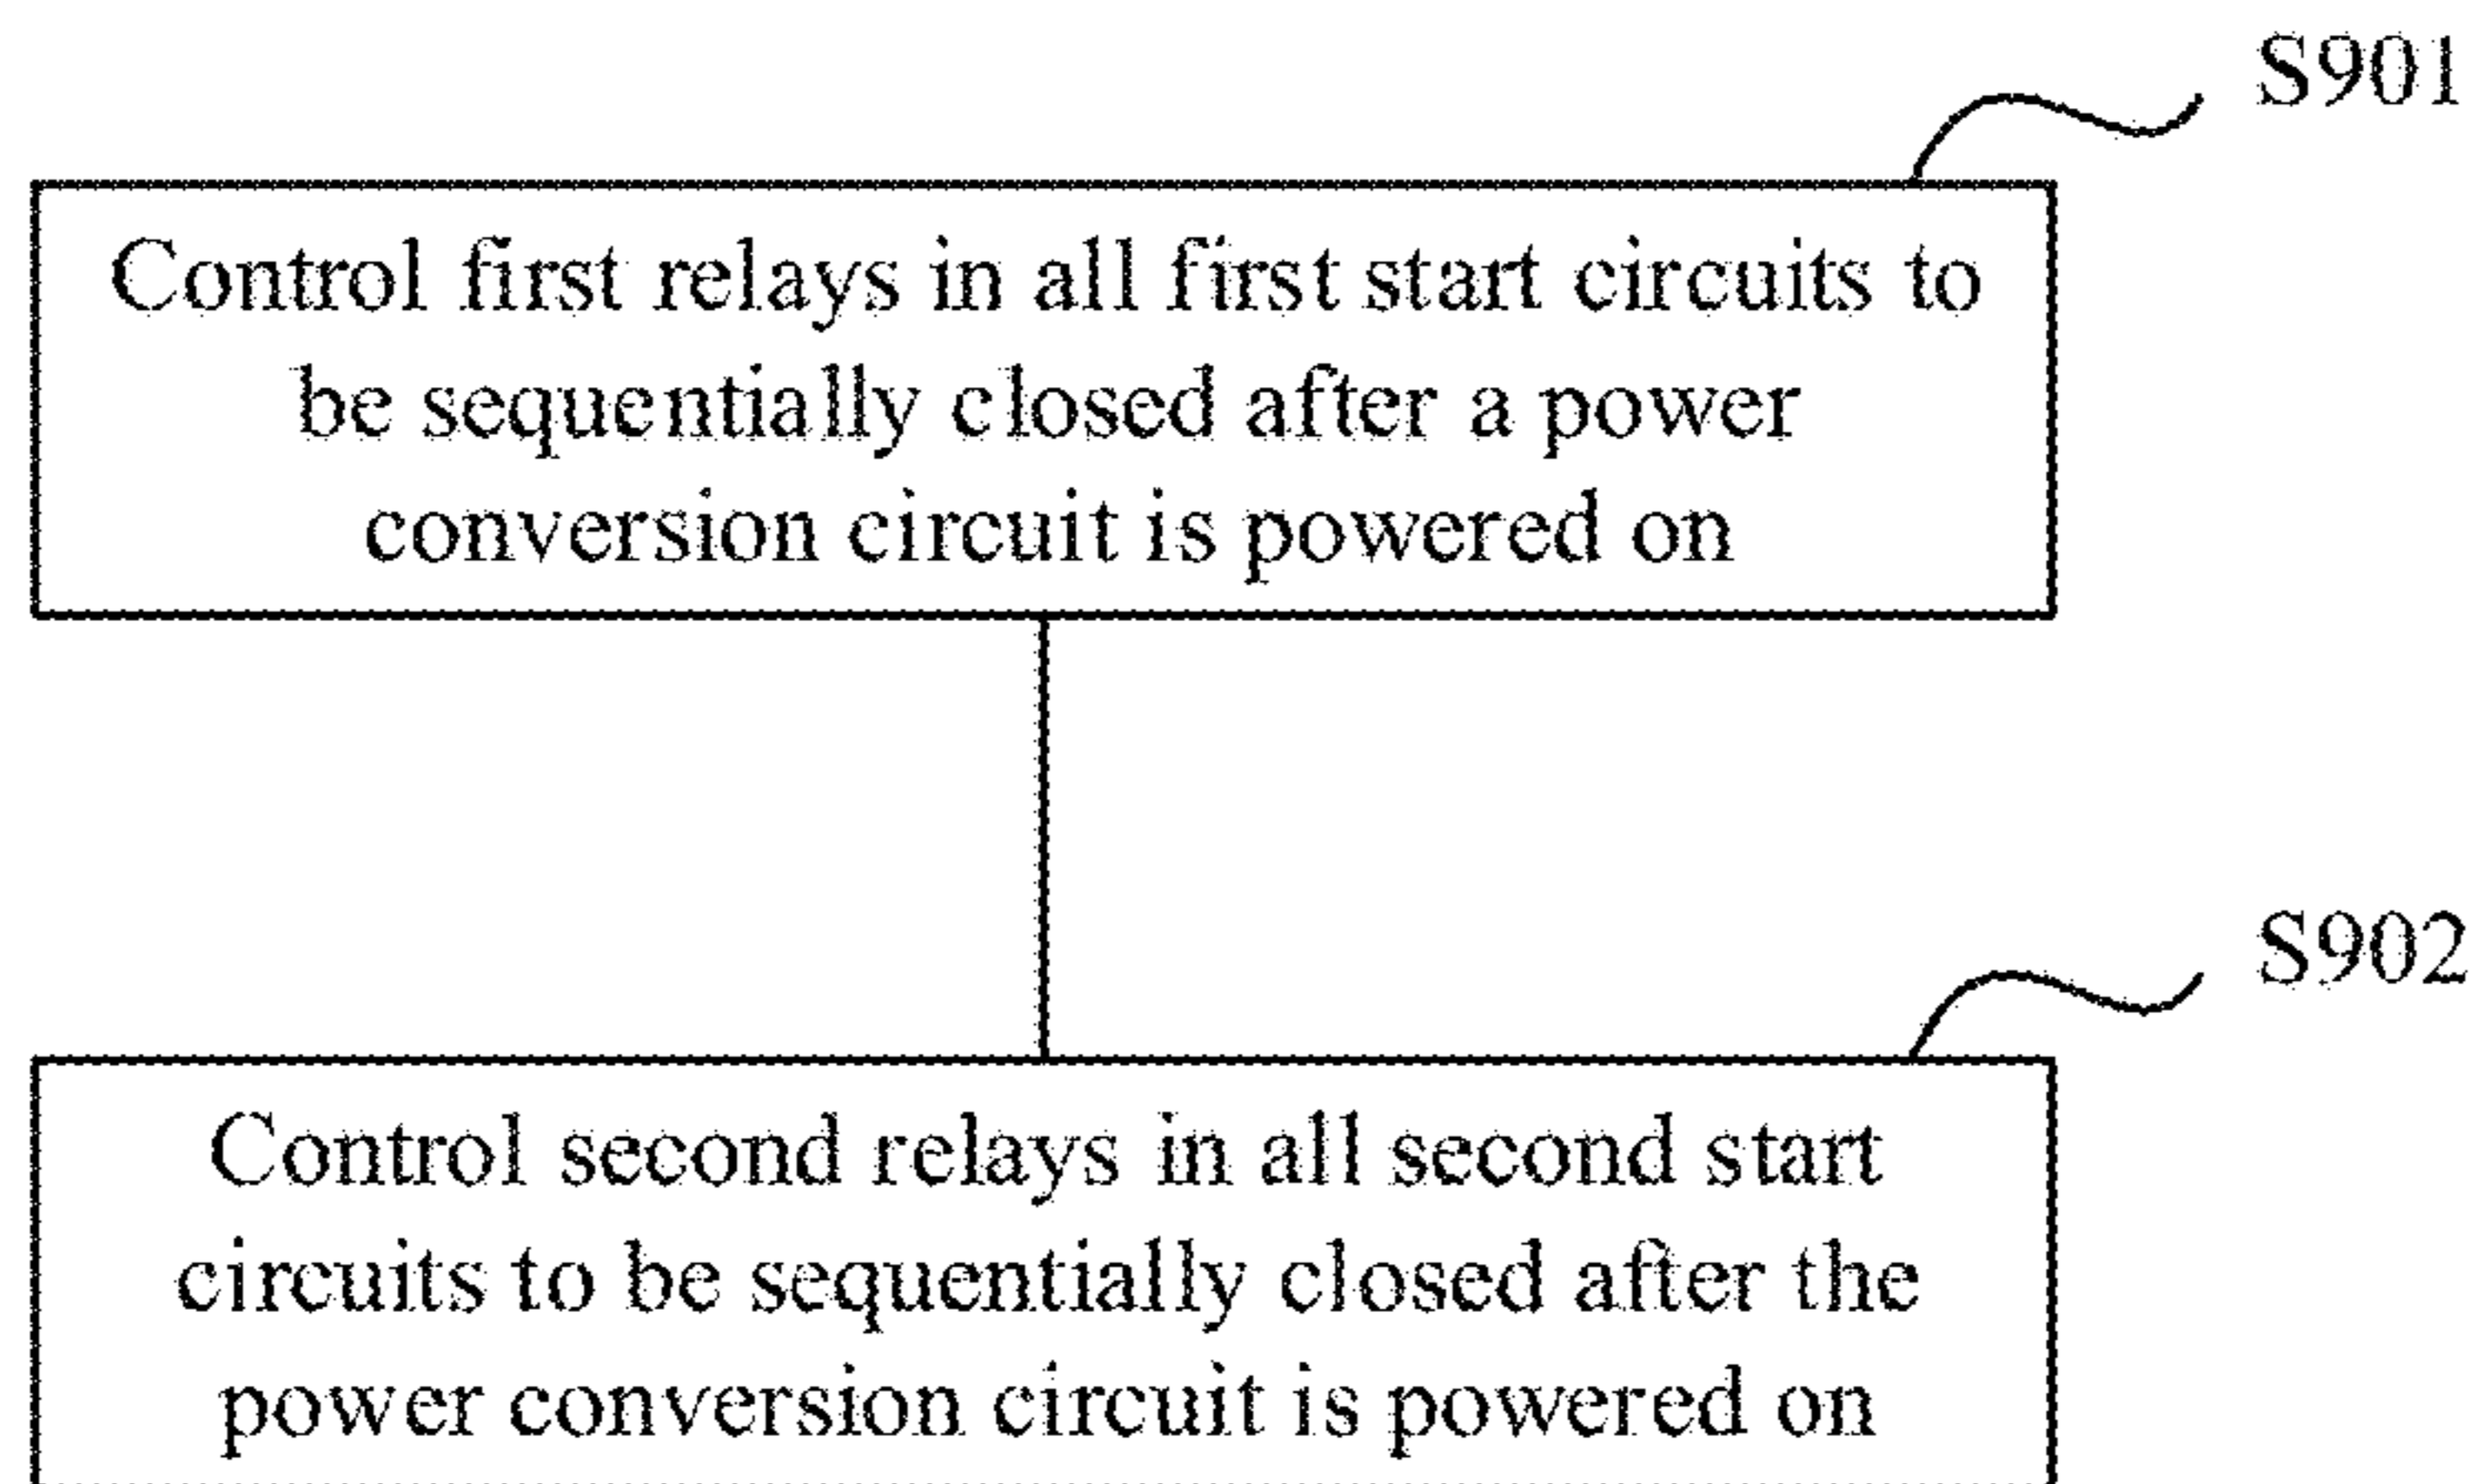 S901
Control first relays in all first start circuits to
be sequentially closed after a power
conversion circuit is powered on
S902
Control second relays in all second start
circuits to be sequentially closed after the
power conversion circuit is powered on